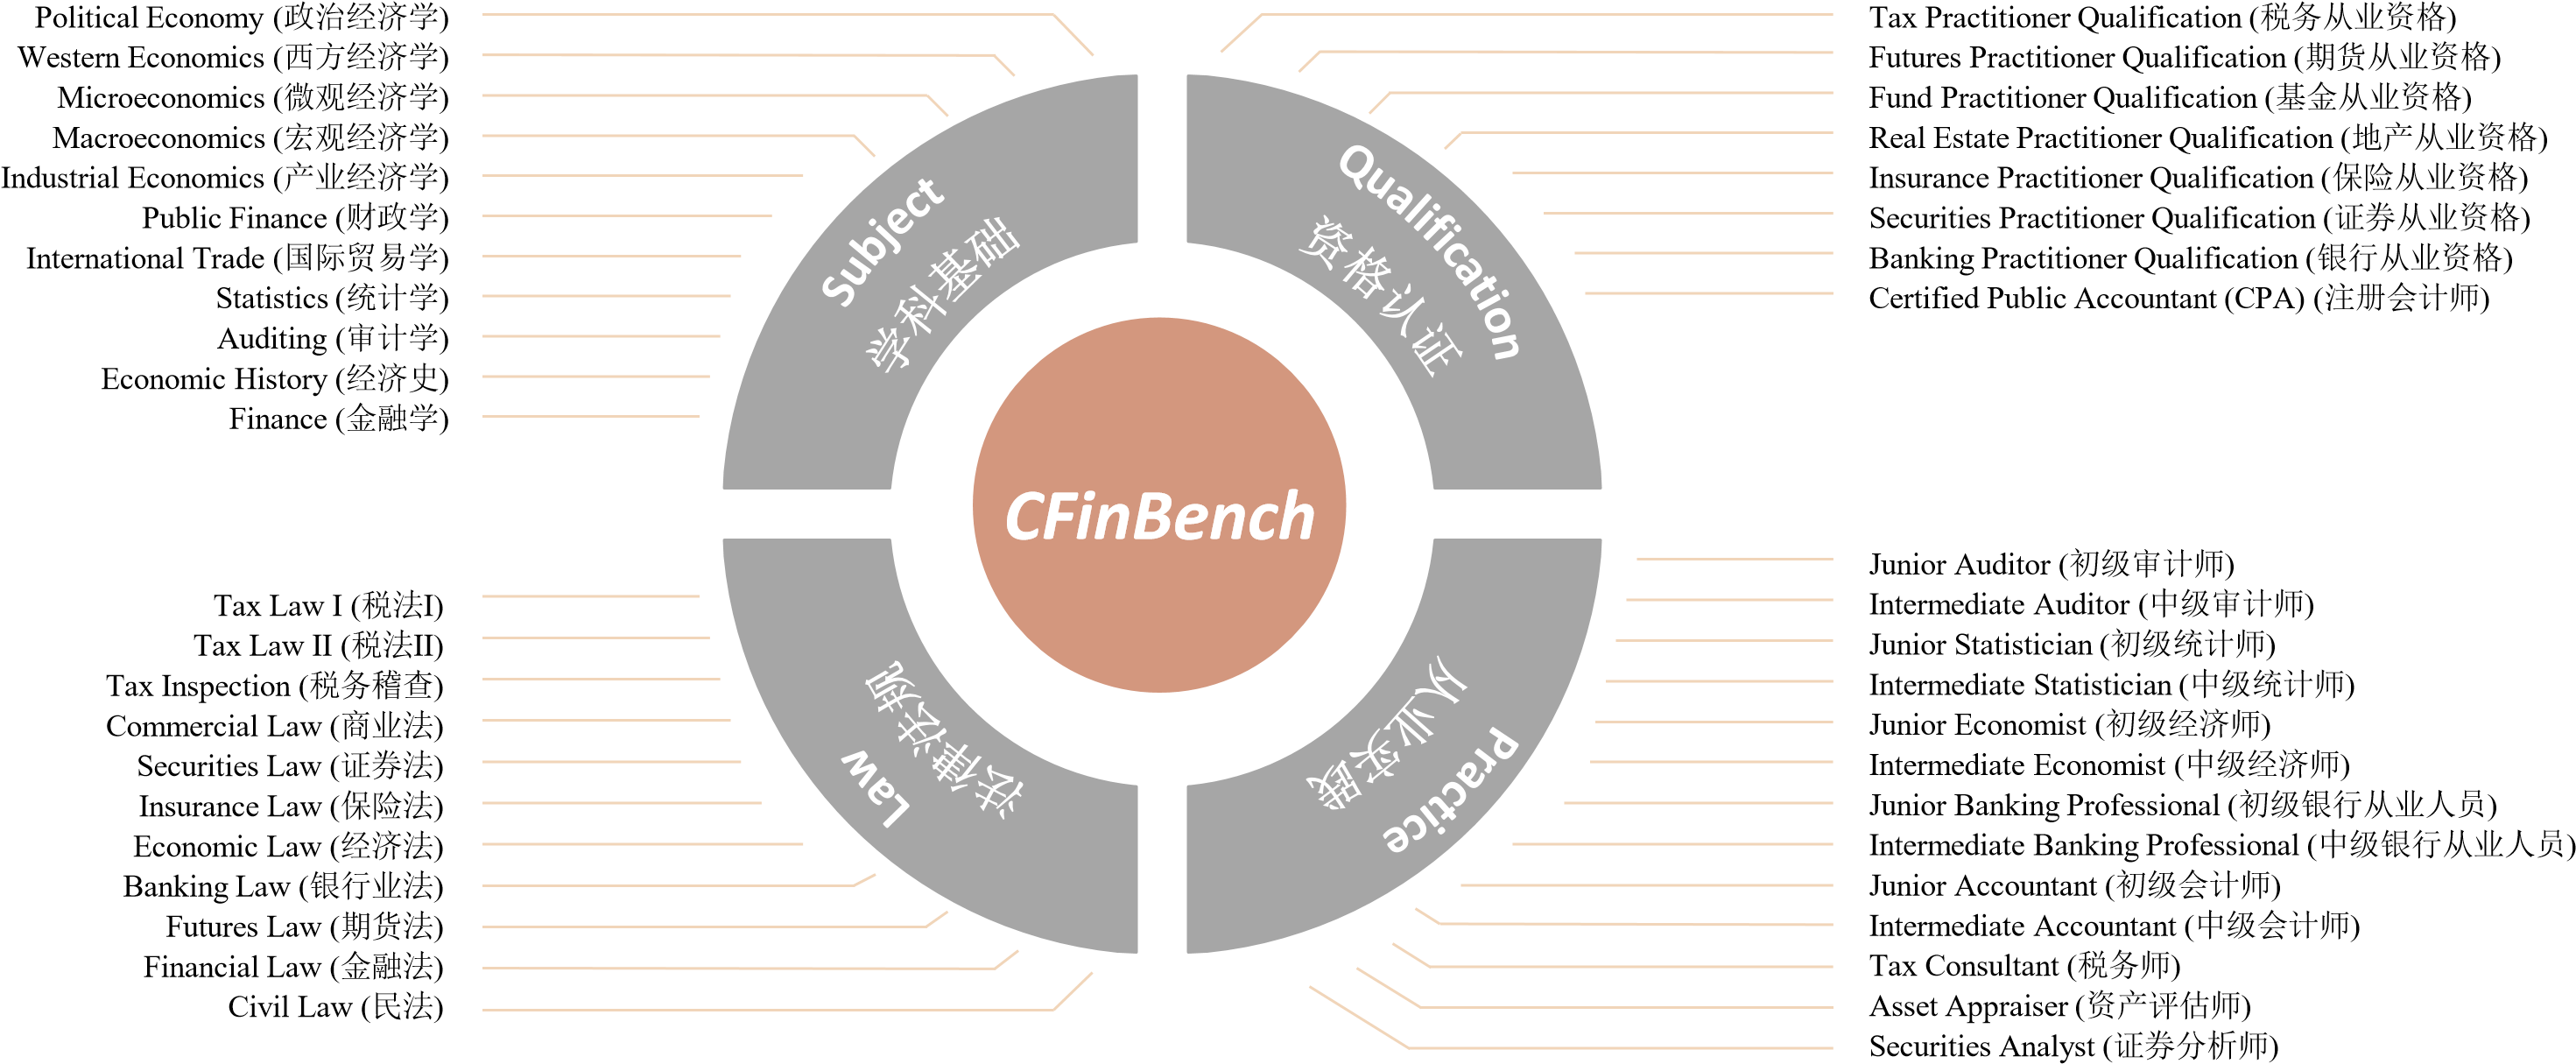 Political Economy (政治经济学)
Western Economics (西方经济学)
Microeconomics (微观经济学)
Macroeconomics (宏观经济学)
Industrial Economics (产业经济学)
Public Finance (财政学)
International Trade (国际贸易学)
Statistics (统计学)
Auditing (审计学)
Economic History (经济史)
Finance (金融学)
Subject
学科基础
Qualification
资格认证
Tax Practitioner Qualification (税务从业资格)
Futures Practitioner Qualification (期货从业资格)
Fund Practitioner Qualification (基金从业资格)
Real Estate Practitioner Qualification (地产从业资格)
Insurance Practitioner Qualification (保险从业资格)
Securities Practitioner Qualification (证券从业资格)
Banking Practitioner Qualification (银行从业资格)
Certified Public Accountant (CPA) (注册会计师)
CFinBench
Tax Law I (税法I)
Tax Law II (税法II)
Tax Inspection (税务稽查)
Commercial Law (商业法)
Securities Law (证券法)
Insurance Law (保险法)
Economic Law (经济法)
Banking Law (银行业法)
Futures Law (期货法)
Financial Law (金融法)
Civil Law (民法)
Law
法律法规
Practice
从业实践
Junior Auditor (初级审计师)
Intermediate Auditor (中级审计师)
Junior Statistician (初级统计师)
Intermediate Statistician (中级统计师)
Junior Economist (初级经济师)
Intermediate Economist (中级经济师)
Junior Banking Professional (初级银行从业人员)
Intermediate Banking Professional (中级银行从业人员)
Junior Accountant (初级会计师)
Intermediate Accountant (中级会计师)
Tax Consultant (税务师)
Asset Appraiser (资产评估师)
Securities Analyst (证券分析师)